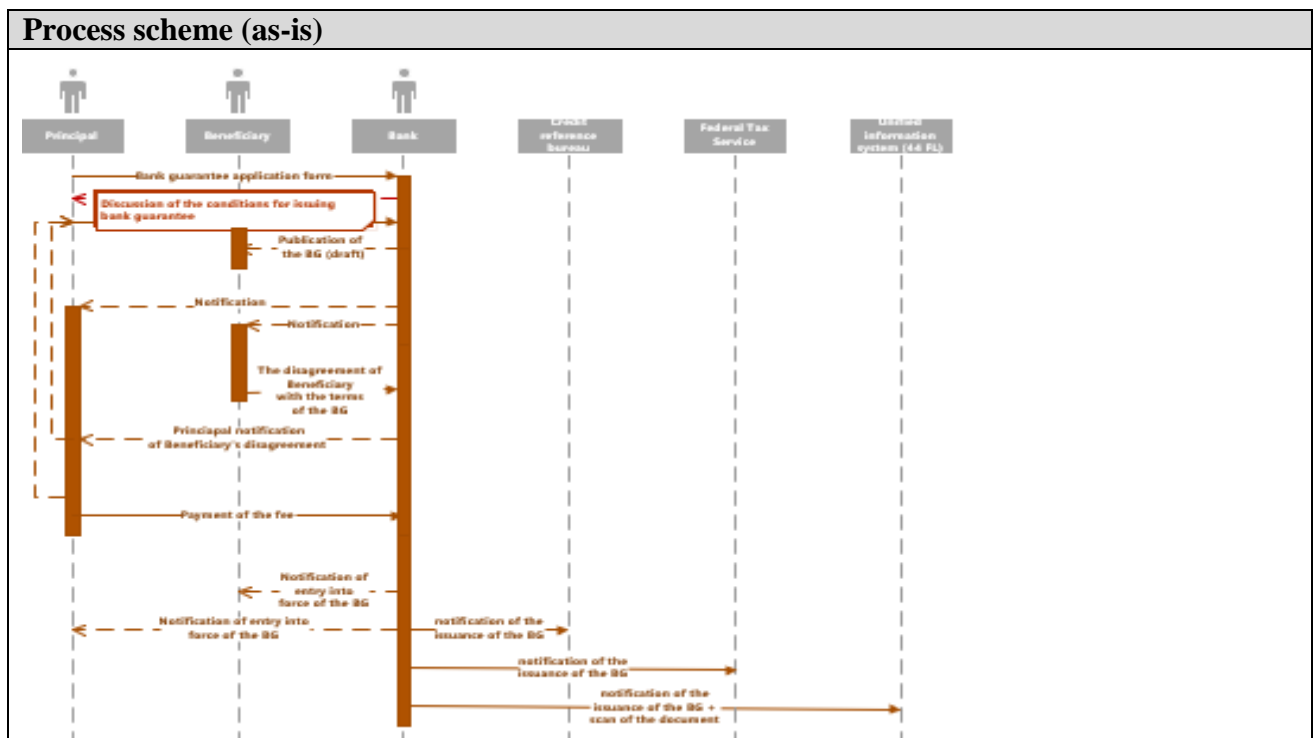 Process scheme (as-is)
Principal
Beneficiary
Bank
Credit
reference
bureau
Federal Tax
Service
Unified
information
system (44 FL)
Bank guarantee application form
Discussion of the conditions for issuing
bank guarantee
Publication of
the BG (draft)
Notification
Notification
The disagreement of
Beneficiary
with the terms
of the BG
Princiapal notification
of Beneficiary's disagreement
Payment of the fee
Notification of
entry into
force of the BG
Notification of entry into
force of the BG
notification of the
issuance of the BG
notification of the
issuance of the BG
notification of the
issuance of the BG +
scan of the document